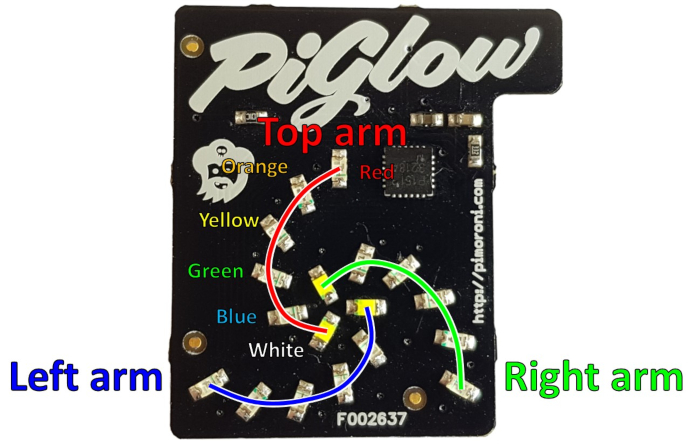 PiGlow
Top arm
Orange
Red
Yellow
Green
Blue
White
https://pimoroni.com
Left arm
Right arm
F002637